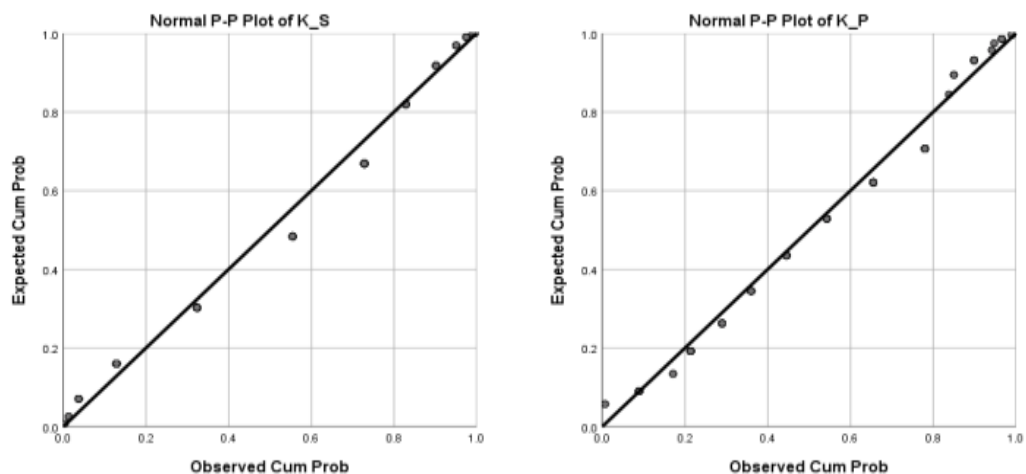 Normal P-P Plot of K_S
1.0
0.8
0.6
0.4
0.2
0.0
Expected Cum Prob
0.0 0.2 0.4 0.6 0.8 1.0
Observed Cum Prob
Normal P-P Plot of K_P
1.0
0.8
0.6
0.4
0.2
0.0
Expected Cum Prob
0.0 0.2 0.4 0.6 0.8 1.0
Observed Cum Prob